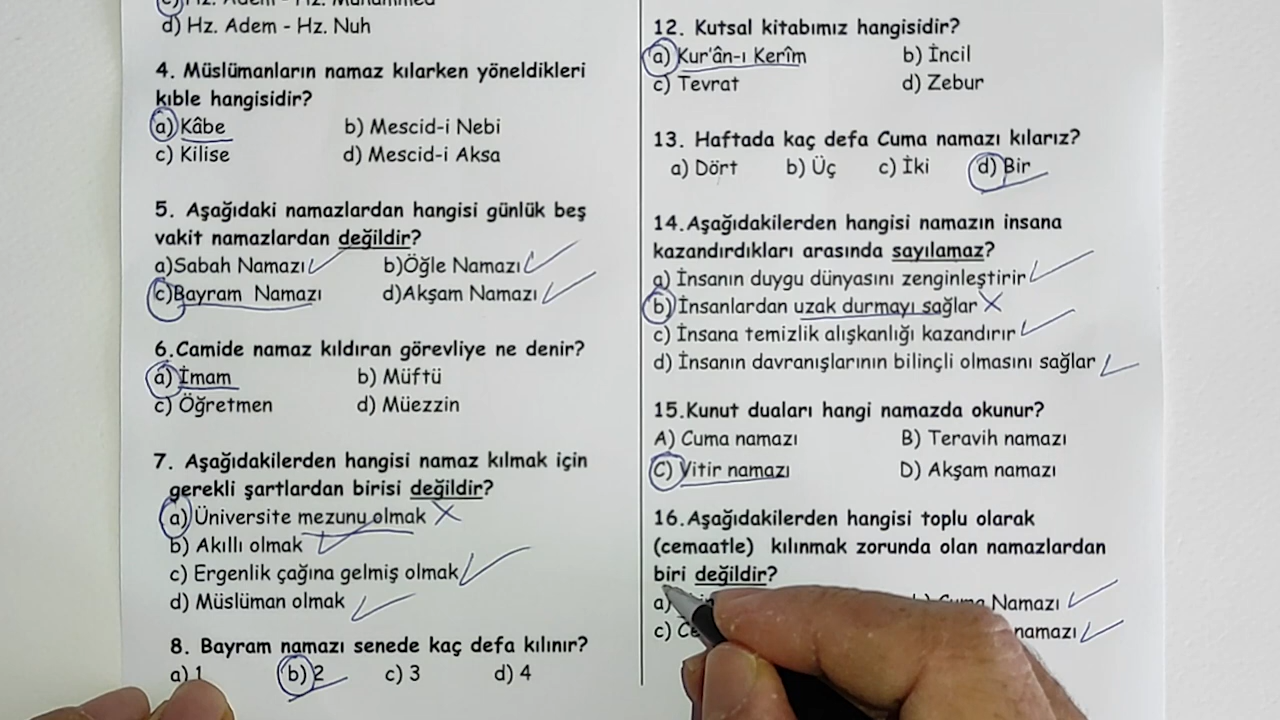 c) Hz. Adem - Hz. Muhammed
d) Hz. Adem - Hz. Nuh
4. Müslümanların namaz kılarken yöneldikleri
kıble hangisidir?
a) Kâbe b) Mescid-i Nebi
c) Kilise d) Mescid-i Aksa
5. Aşağıdaki namazlardan hangisi günlük beş
vakit namazlardan değildir?
a)Sabah Namazı b)Öğle Namazı
c)Bayram Namazı d)Akşam Namazı
6.Camide namaz kıldıran görevliye ne denir?
a) İmam b) Müftü
c) Öğretmen d) Müezzin
7. Aşağıdakilerden hangisi namaz kılmak için
gerekli şartlardan birisi değildir?
a) Üniversite mezunu olmak
b) Akıllı olmak
c) Ergenlik çağına gelmiş olmak
d) Müslüman olmak
8. Bayram namazı senede kaç defa kılınır?
a) 1 b) 2 c) 3 d) 4
12. Kutsal kitabımız hangisidir?
a) Kur'ân-ı Kerîm b) İncil
c) Tevrat d) Zebur
13. Haftada kaç defa Cuma namazı kılarız?
a) Dört b) Üç c) İki d) Bir
14.Aşağıdakilerden hangisi namazın insana
kazandırdıkları arasında sayılamaz?
a) İnsanın duygu dünyasını zenginleştirir
b) İnsanlardan uzak durmayı sağlar
c) İnsana temizlik alışkanlığı kazandırır
d) İnsanın davranışlarının bilinçli olmasını sağlar
15.Kunut duaları hangi namazda okunur?
A) Cuma namazı B) Teravih namazı
C) Vitir namazı D) Akşam namazı
16.Aşağıdakilerden hangisi toplu olarak
(cemaatle) kılınmak zorunda olan namazlardan
biri değildir?
a) b) Cuma Namazı
c) namazı